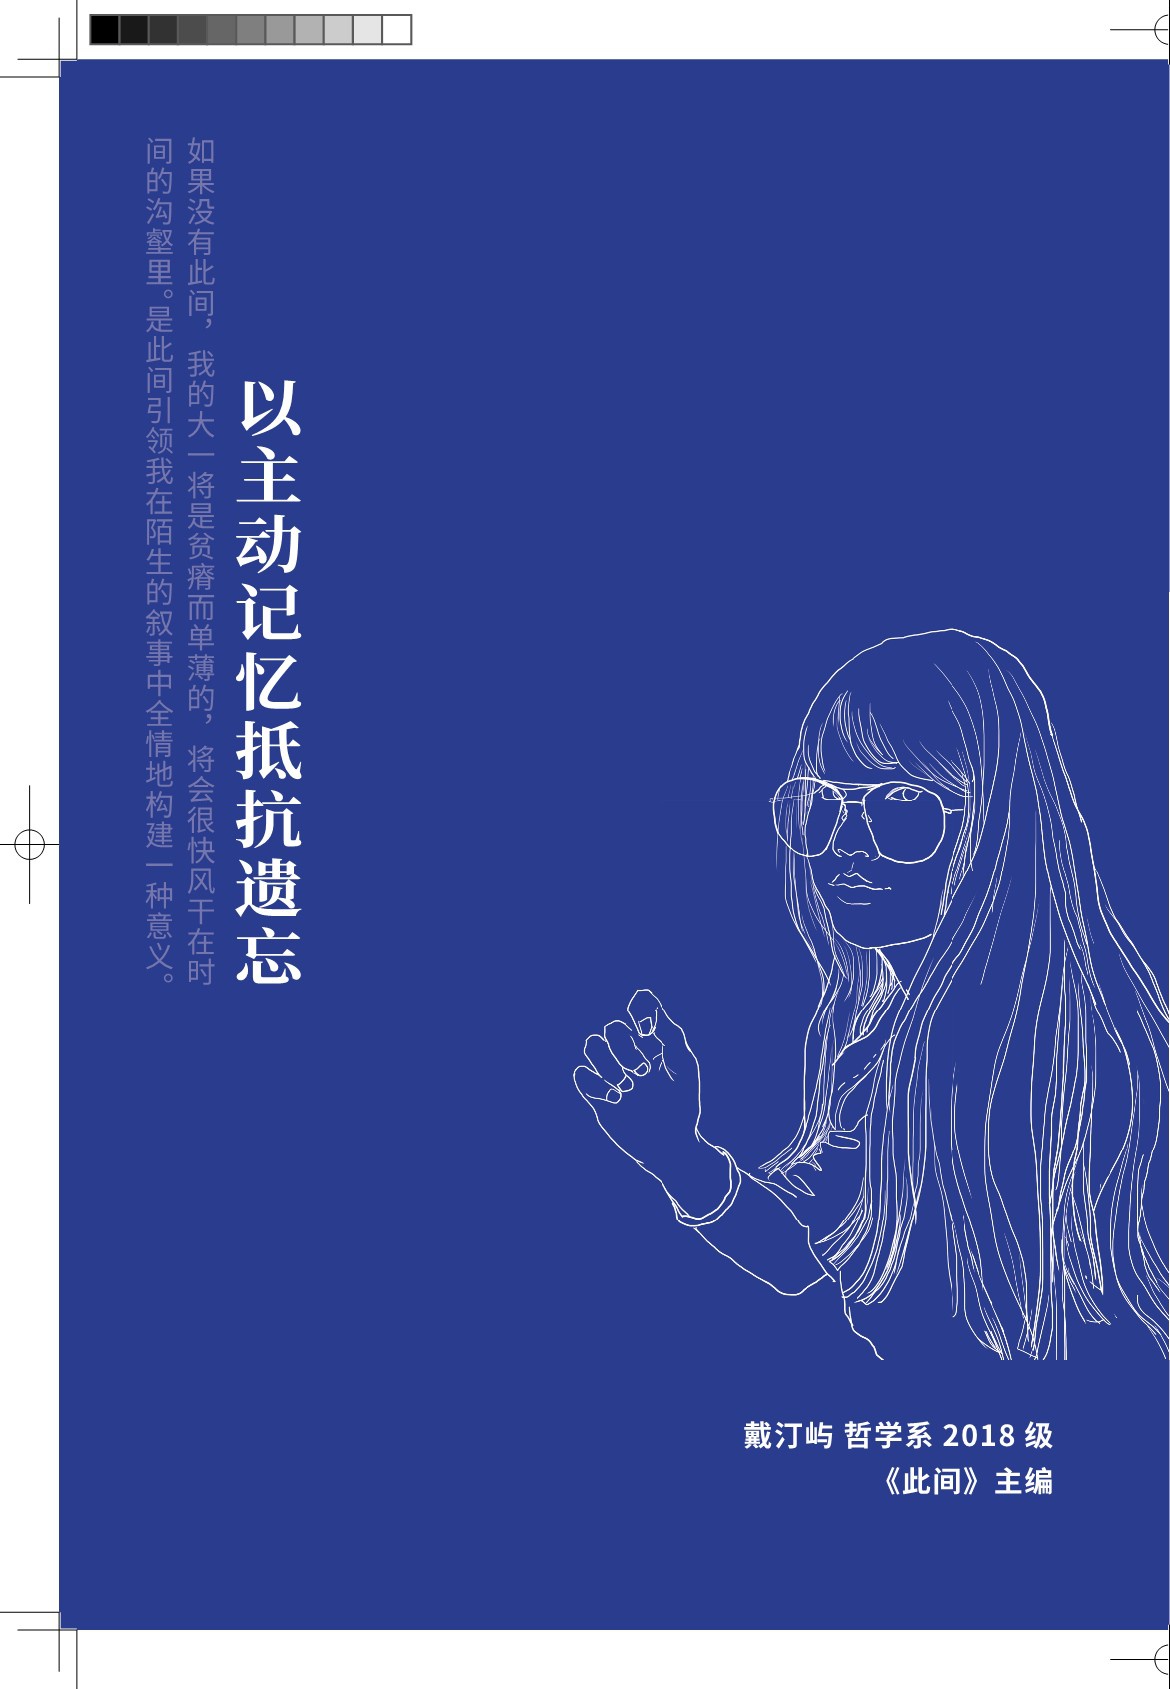 以主动记忆抵抗遗忘
如果没有此间，我的大一将是贫瘠而单薄的，将会很快风干在时
间的沟壑里。是此间引领我在陌生的叙事中全情地构建一种意义。
戴汀屿 哲学系 2018 级
《此间》主编